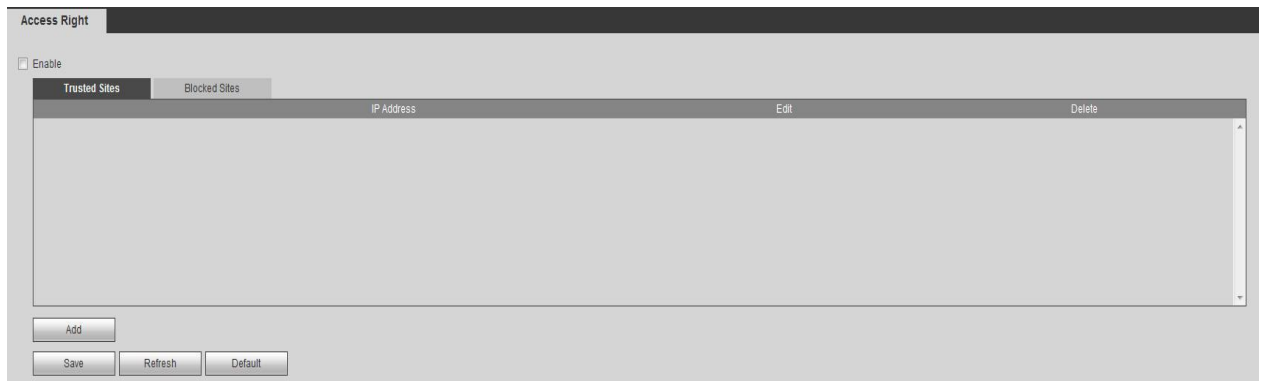 Access Right
Enable
Trusted Sites Blocked Sites
IP Address Edit Delete
Add
Save Refresh Default